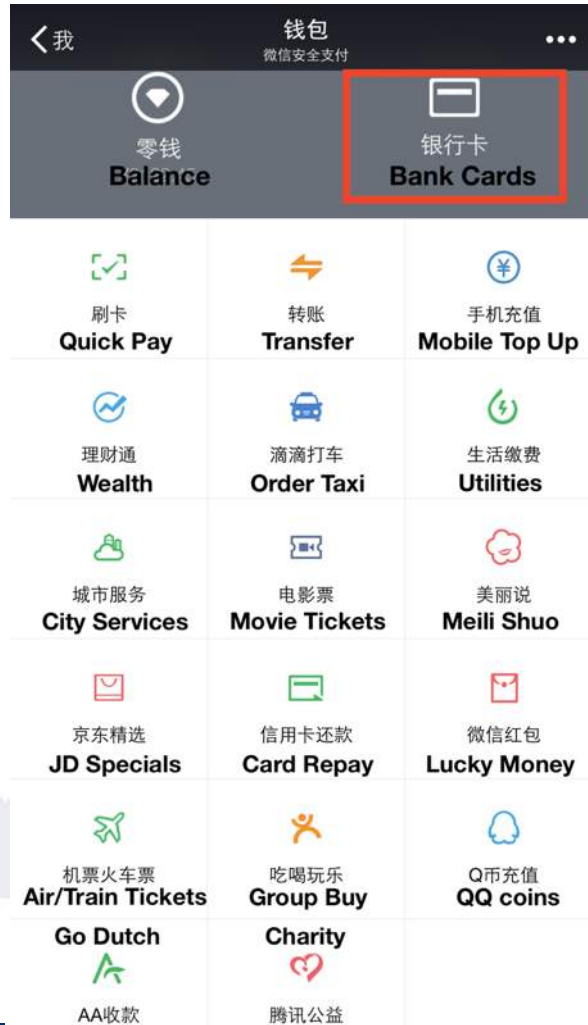 我
钱包
微信安全支付
零钱
银行卡
Balance
Bank Cards
刷卡
转账
手机充值
Quick Pay
Transfer
Mobile Top Up
理财通
滴滴打车
生活缴费
Wealth
Order Taxi
Utilities
城市服务
电影票
美丽说
City Services
Movie Tickets
Meili Shuo
京东精选
信用卡还款
微信红包
JD Specials
Card Repay
Lucky Money
机票火车票
吃喝玩乐
Q币充值
Air/Train Tickets
Group Buy
QQ coins
Go Dutch
Charity
AA收款
腾讯公益